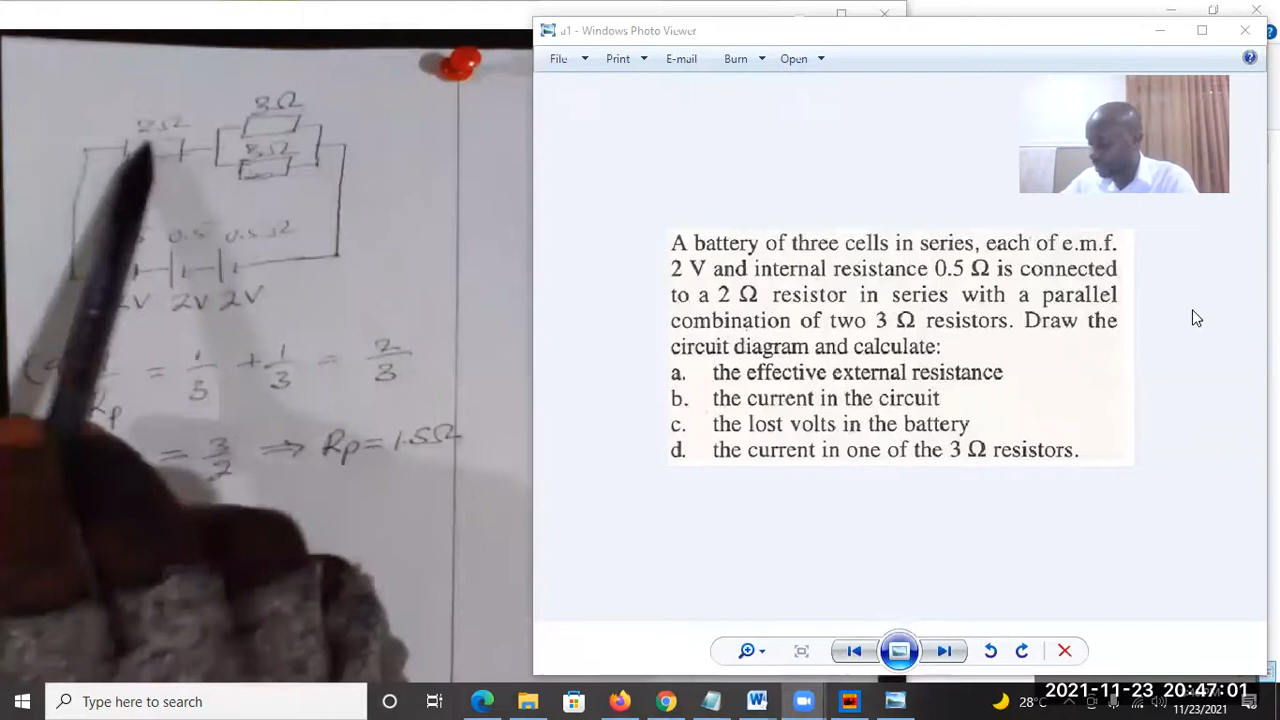 a1 - Windows Photo Viewer
File Print E-mail Burn Open
A battery of three cells in series, each of e.m.f.
2 V and internal resistance 0.5 Ω is connected
to a 2 Ω resistor in series with a parallel
combination of two 3 Ω resistors. Draw the
circuit diagram and calculate:
a. the effective external resistance
b. the current in the circuit
c. the lost volts in the battery
d. the current in one of the 3 Ω resistors.
3Ω
2Ω
3Ω
0.5 0.5Ω
2V 2V
= 1/3 + 1/3 = 2/3
Rp
= 3/2 ⇒ Rp = 1.5Ω
Type here to search
28°C
2021-11-23 20:47:01
11/23/2021